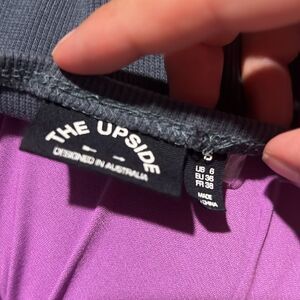 THE UPSIDE
DESIGNED IN AUSTRALIA
US 6
EU 36
FR 38
MADE
CHINA